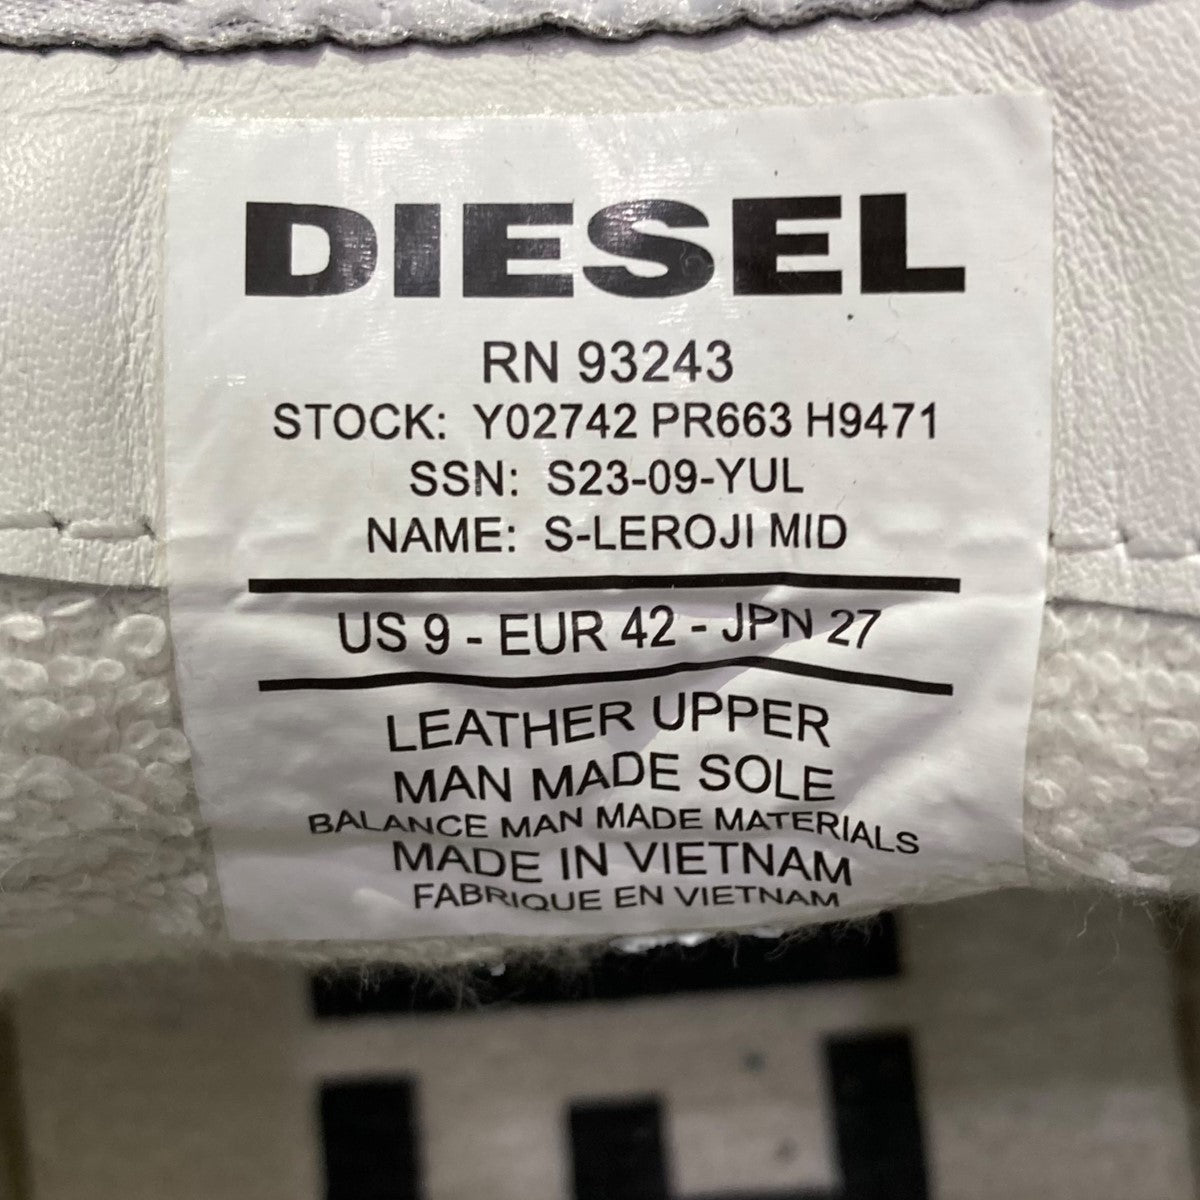 DIESEL
RN 93243
STOCK: Y02742 PR663 H9471
SSN: S23-09-YUL
NAME: S-LEROJI MID
US 9 - EUR 42 - JPN 27
LEATHER UPPER
MAN MADE SOLE
BALANCE MAN MADE MATERIALS
MADE IN VIETNAM
FABRIQUE EN VIETNAM